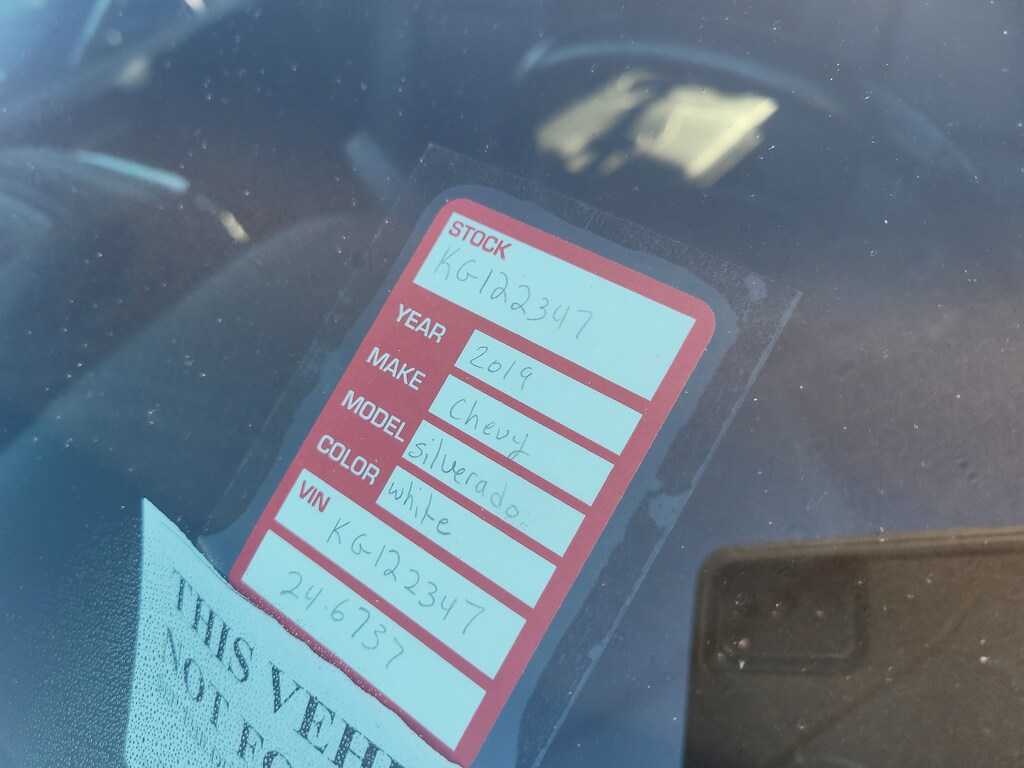 STOCK
KG122347
YEAR 2019
MAKE Chevy
MODEL silverado
COLOR white
VIN KG122347
24-6737
THIS VEH
NOT FO